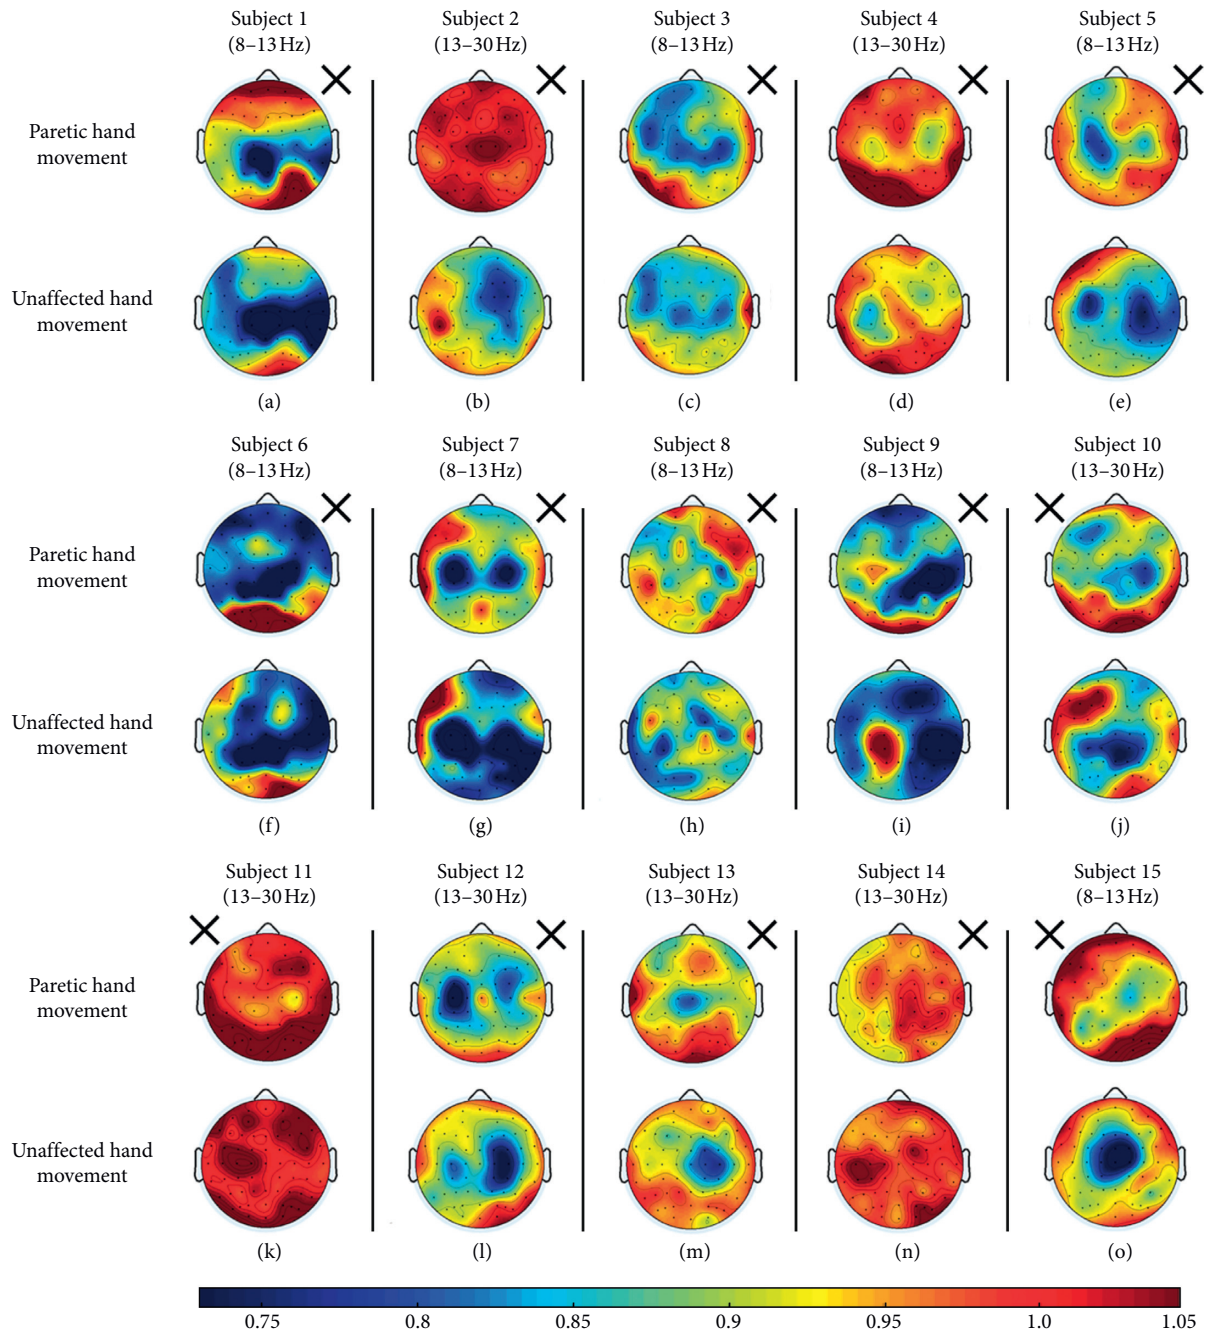 Subject 1 Subject 2 Subject 3 Subject 4 Subject 5
(8–13 Hz) (13–30 Hz) (8–13 Hz) (13–30 Hz) (8–13 Hz)
Paretic hand
movement
Unaffected hand
movement
(a) (b) (c) (d) (e)
Subject 6 Subject 7 Subject 8 Subject 9 Subject 10
(8–13 Hz) (8–13 Hz) (8–13 Hz) (8–13 Hz) (13–30 Hz)
Paretic hand
movement
Unaffected hand
movement
(f) (g) (h) (i) (j)
Subject 11 Subject 12 Subject 13 Subject 14 Subject 15
(13–30 Hz) (13–30 Hz) (13–30 Hz) (13–30 Hz) (8–13 Hz)
Paretic hand
movement
Unaffected hand
movement
(k) (l) (m) (n) (o)
0.75 0.8 0.85 0.9 0.95 1.0 1.05